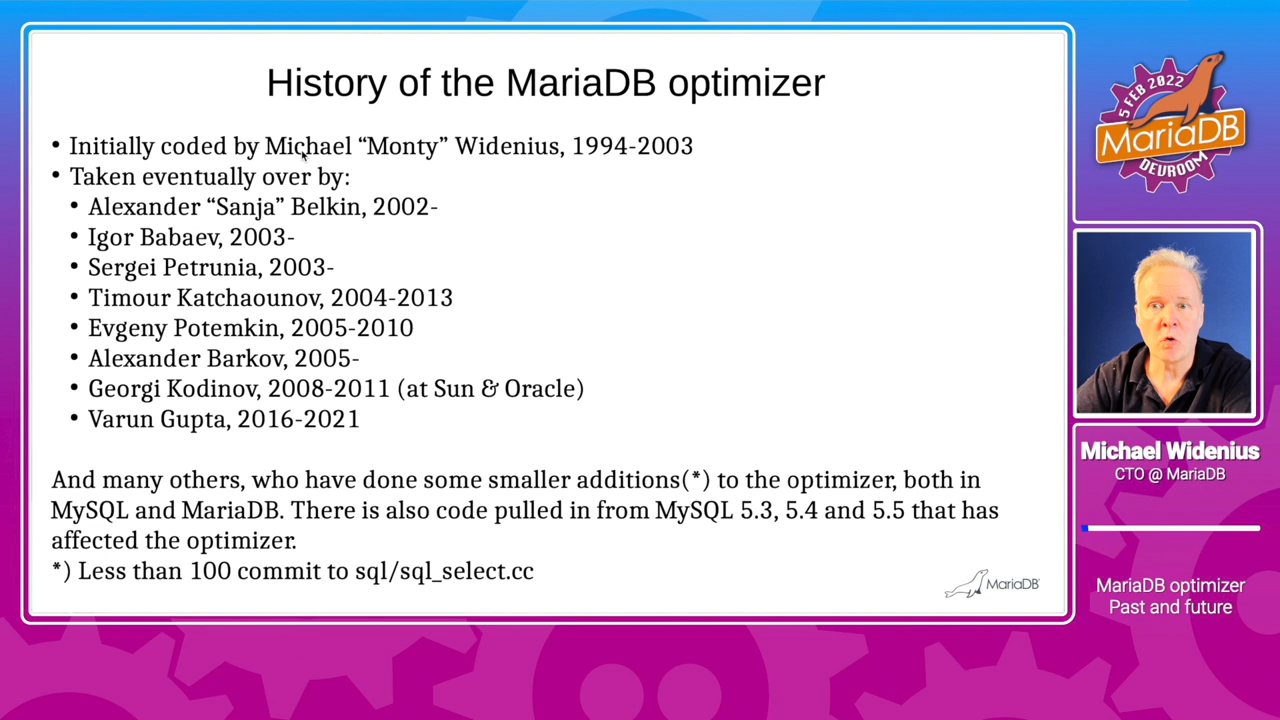 History of the MariaDB optimizer
• Initially coded by Michael “Monty” Widenius, 1994-2003
• Taken eventually over by:
• Alexander “Sanja” Belkin, 2002-
• Igor Babaev, 2003-
• Sergei Petrunia, 2003-
• Timour Katchaounov, 2004-2013
• Evgeny Potemkin, 2005-2010
• Alexander Barkov, 2005-
• Georgi Kodinov, 2008-2011 (at Sun & Oracle)
• Varun Gupta, 2016-2021
And many others, who have done some smaller additions(*) to the optimizer, both in
MySQL and MariaDB. There is also code pulled in from MySQL 5.3, 5.4 and 5.5 that has
affected the optimizer.
*) Less than 100 commit to sql/sql_select.cc
MariaDB
5 FEB 2022
MariaDB
DEVROOM
Michael Widenius
CTO @ MariaDB
MariaDB optimizer
Past and future